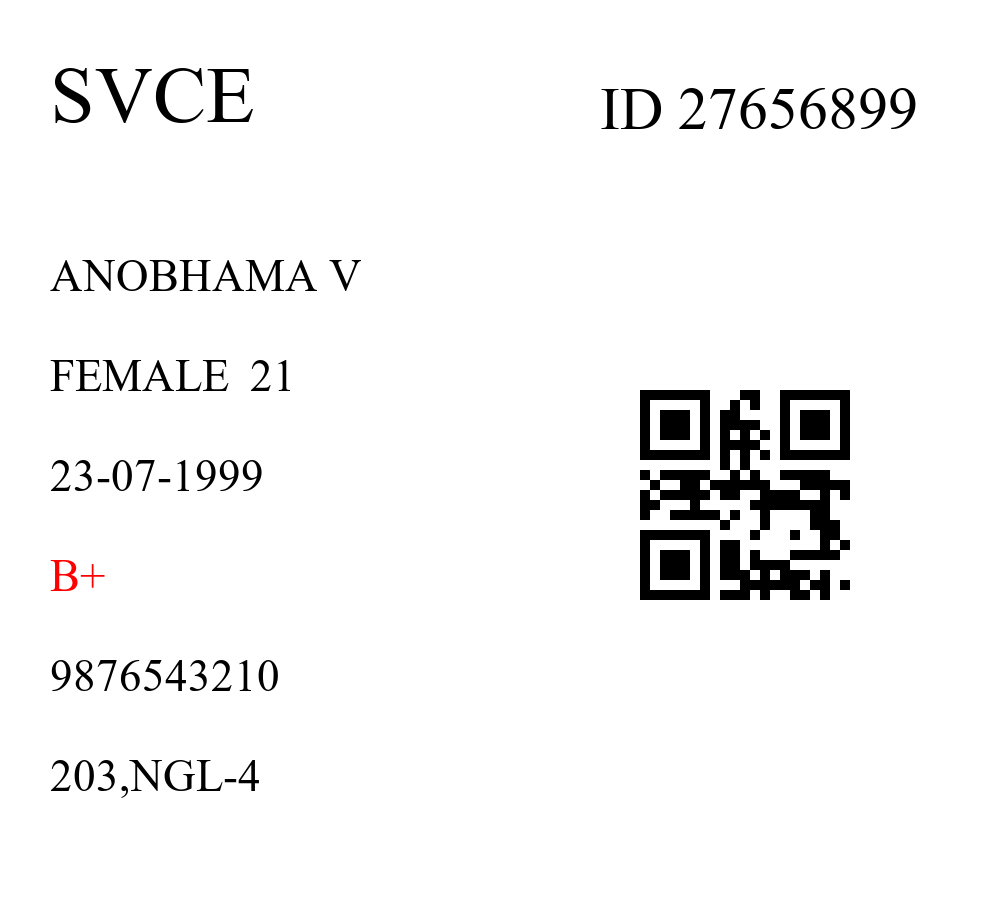 SVCE
ID 27656899
ANOBHAMA V
FEMALE  21
23-07-1999
B+
9876543210
203,NGL-4